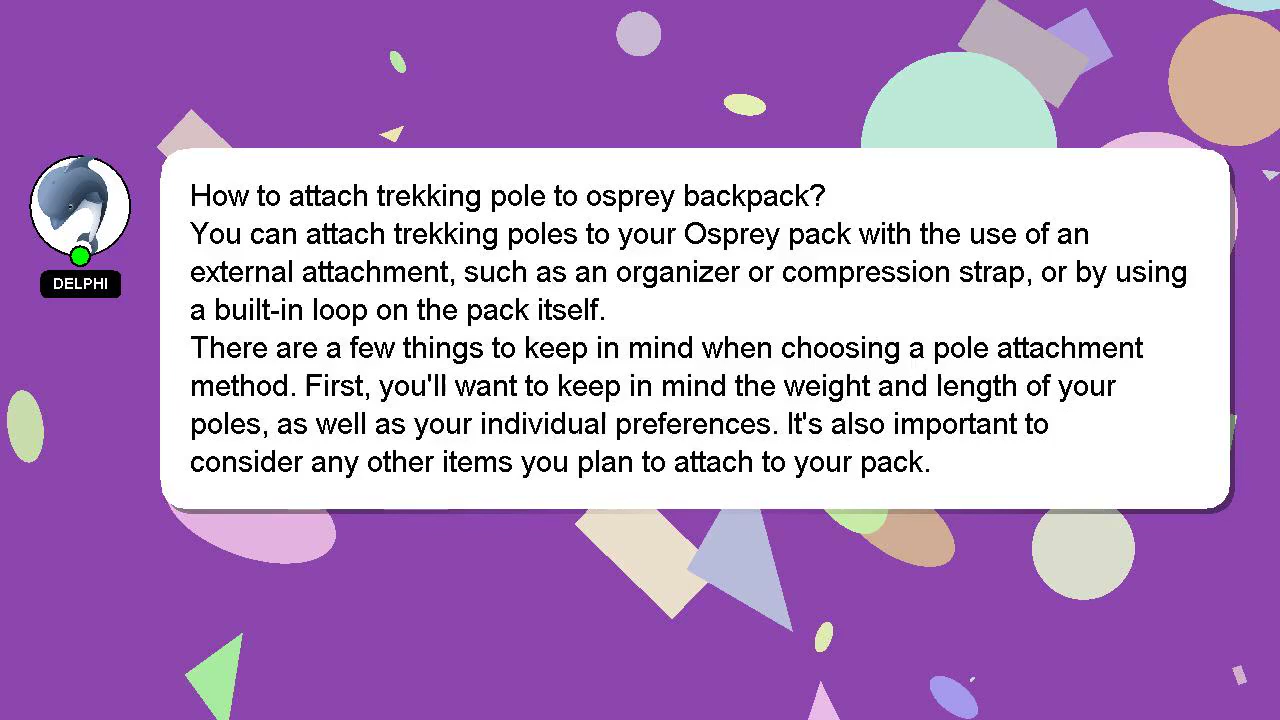 How to attach trekking pole to osprey backpack?
You can attach trekking poles to your Osprey pack with the use of an
external attachment, such as an organizer or compression strap, or by using
a built-in loop on the pack itself.
There are a few things to keep in mind when choosing a pole attachment
method. First, you'll want to keep in mind the weight and length of your
poles, as well as your individual preferences. It's also important to
consider any other items you plan to attach to your pack.
DELPHI